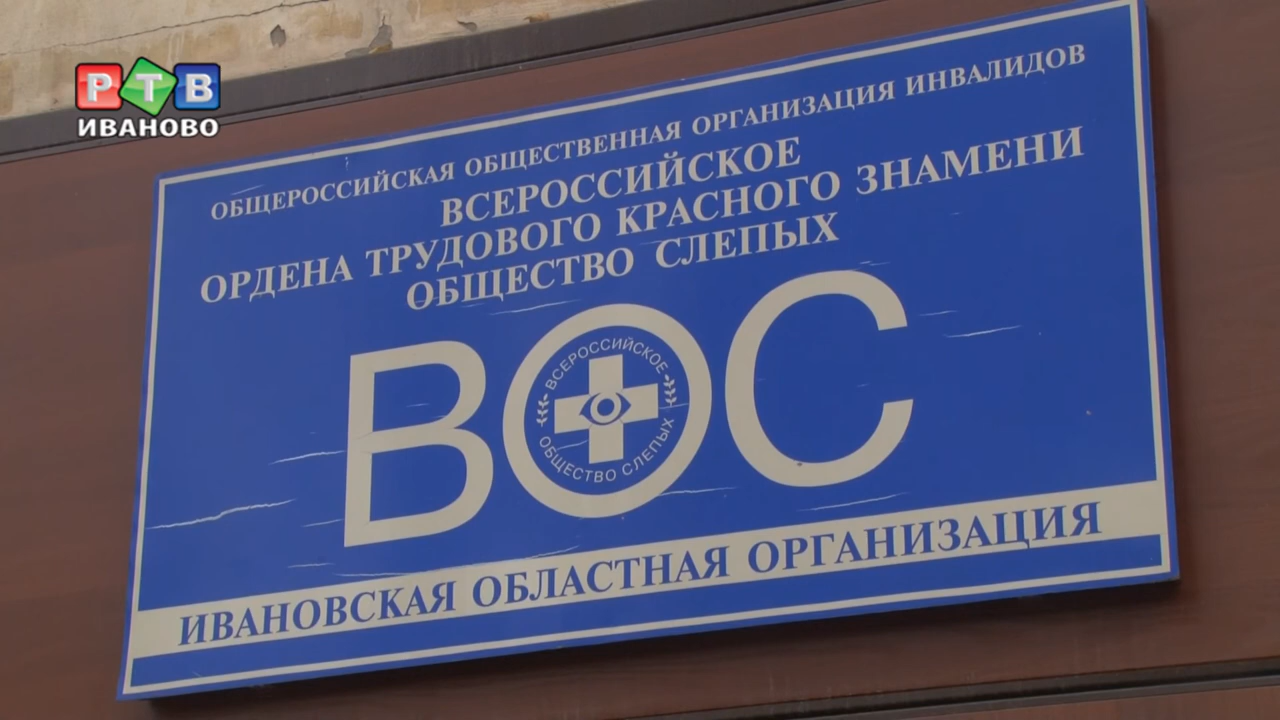 РТВ
ИВАНОВО
ОБЩЕРОССИЙСКАЯ ОБЩЕСТВЕННАЯ ОРГАНИЗАЦИЯ ИНВАЛИДОВ
ВСЕРОССИЙСКОЕ
ОРДЕНА ТРУДОВОГО КРАСНОГО ЗНАМЕНИ
ОБЩЕСТВО СЛЕПЫХ
ВОС
ВСЕРОССИЙСКОЕ
ОБЩЕСТВО СЛЕПЫХ
ИВАНОВСКАЯ ОБЛАСТНАЯ ОРГАНИЗАЦИЯ